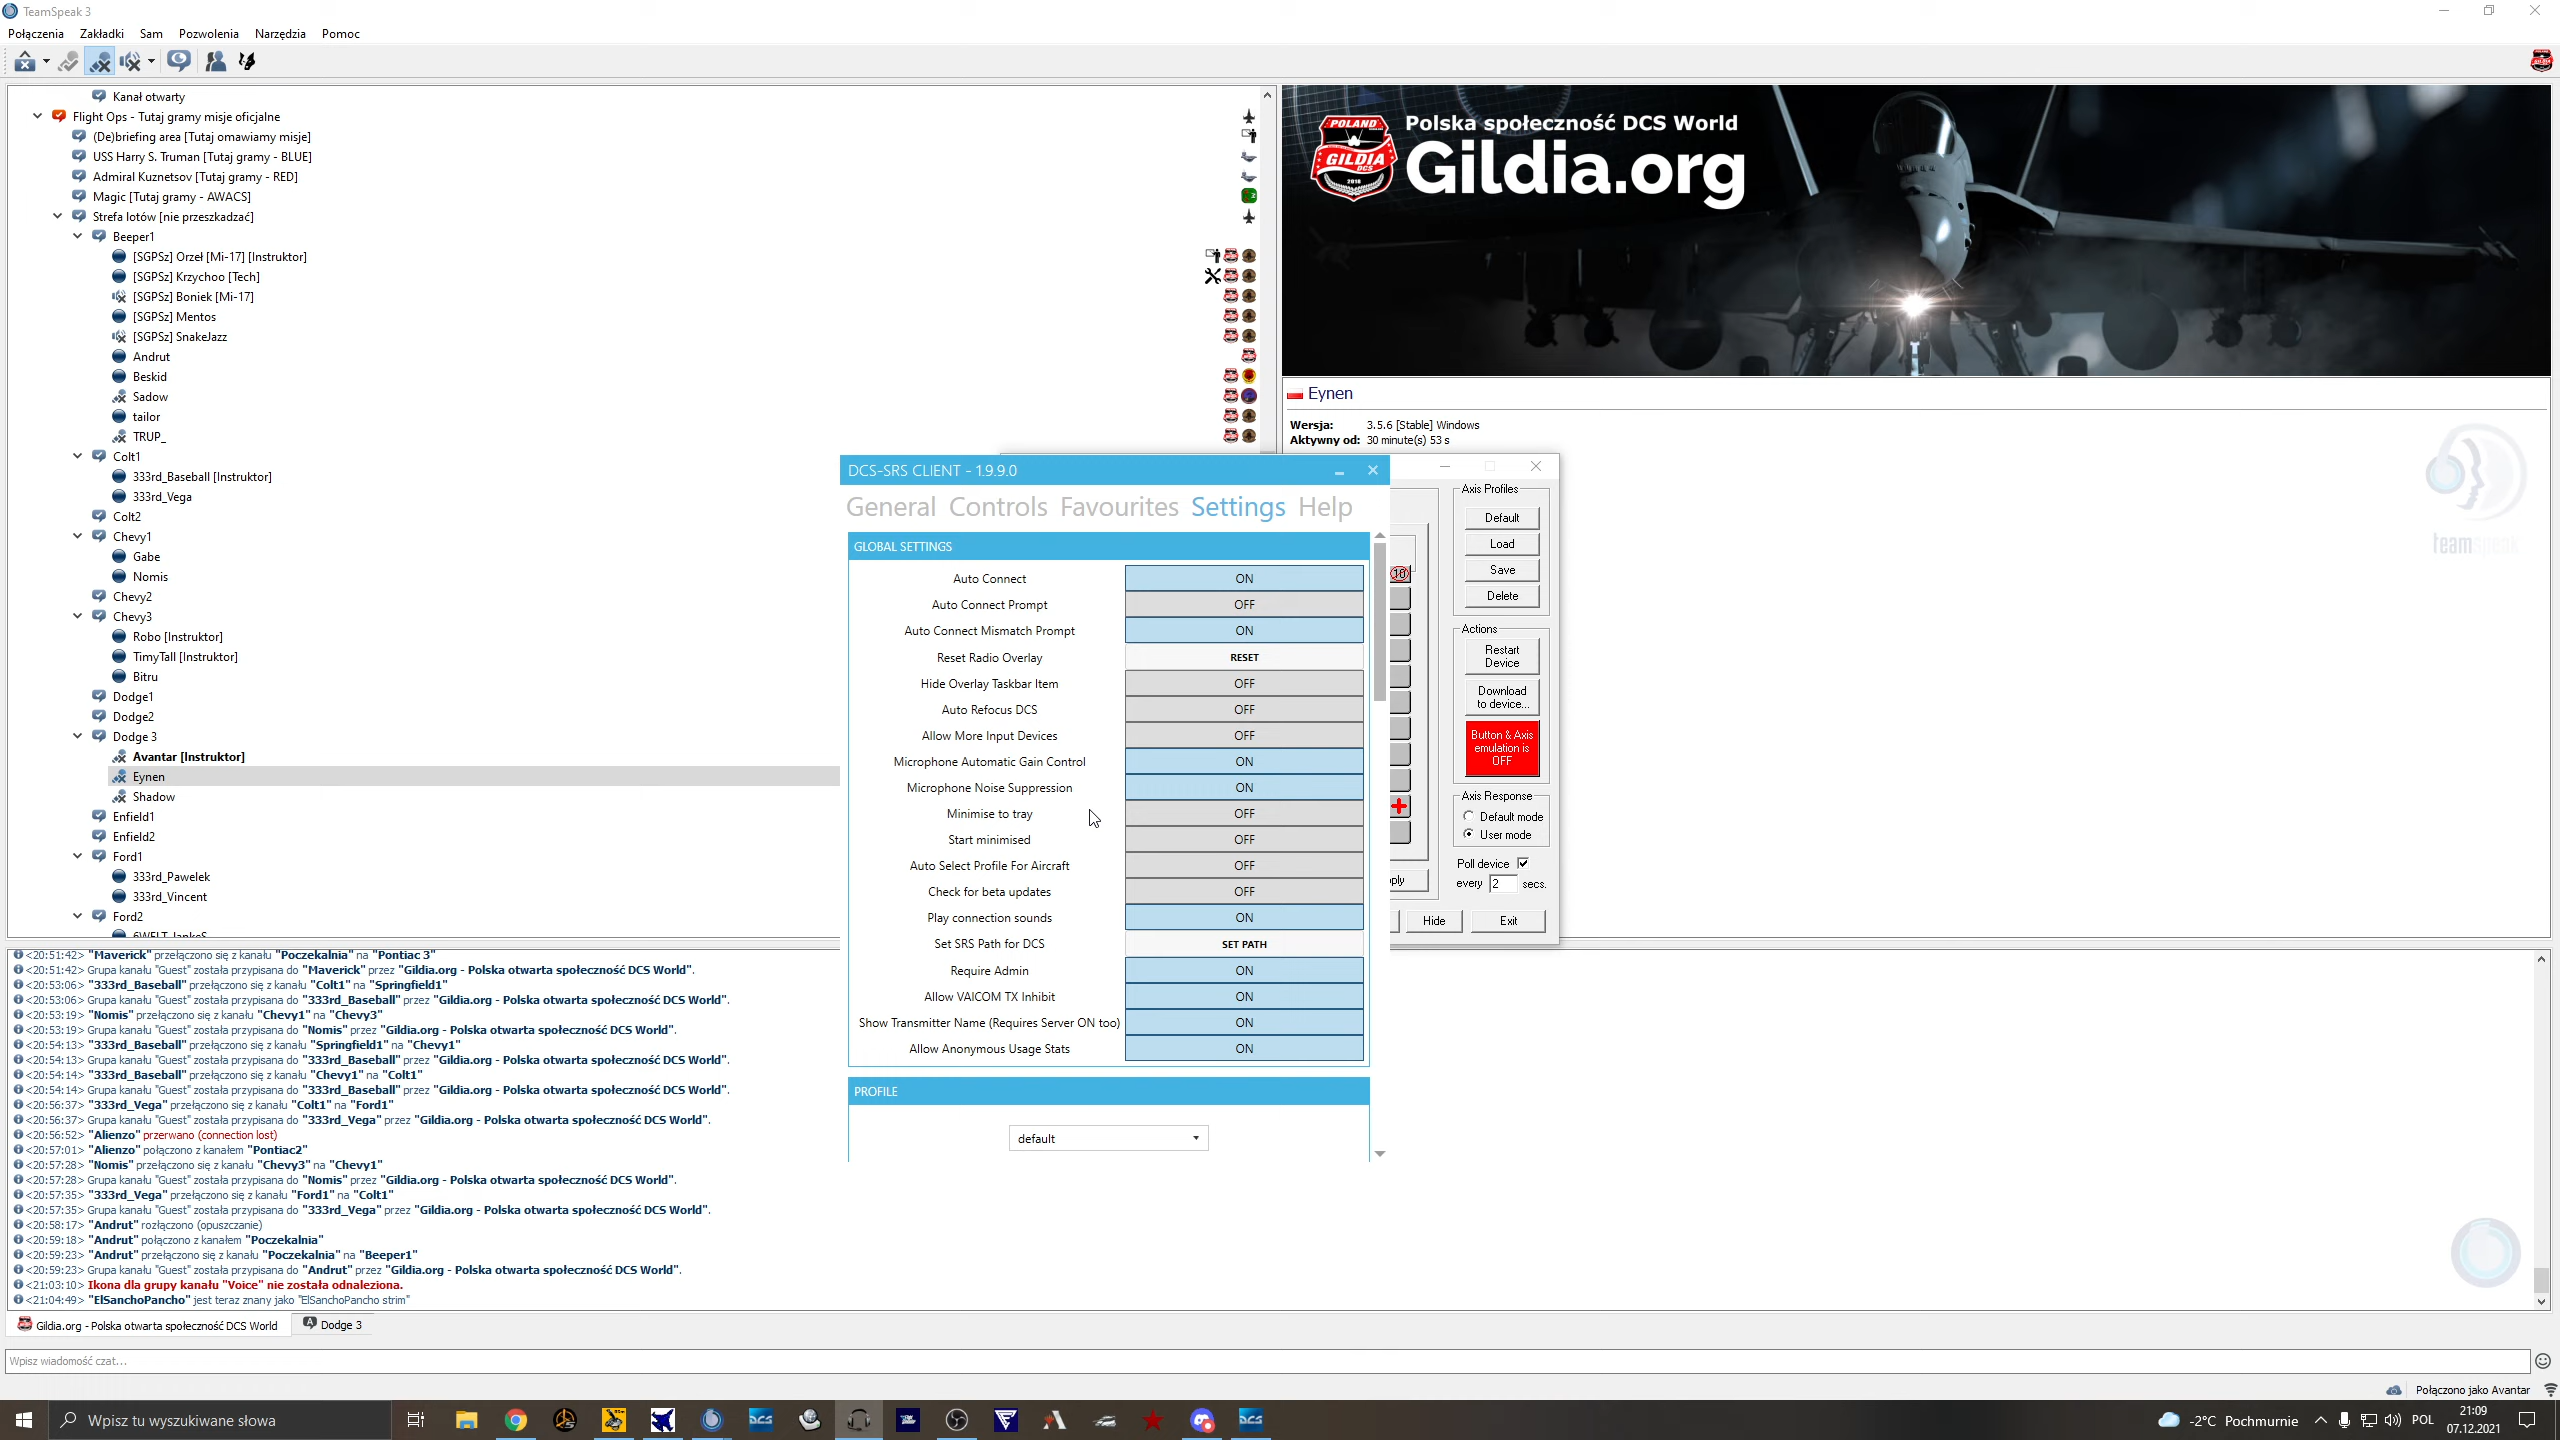 TeamSpeak 3
Połączenia Zakładki Sam Pozwolenia Narzędzia Pomoc
Kanał otwarty
Flight Ops - Tutaj gramy misje oficjalne
(De)briefing area [Tutaj omawiamy misje]
USS Harry S. Truman [Tutaj gramy - BLUE]
Admiral Kuznetsov [Tutaj gramy - RED]
Magic [Tutaj gramy - AWACS]
Strefa lotów [nie przeszkadzać]
Beeper1
[SGPSz] Orzeł [Mi-17] [Instruktor]
[SGPSz] Krzychoo [Tech]
[SGPSz] Boniek [Mi-17]
[SGPSz] Mentos
[SGPSz] SnakeJazz
Andrut
Beskid
Sadow
tailor
TRUP_
Colt1
333rd_Baseball [Instruktor]
333rd_Vega
Colt2
Chevy1
Gabe
Nomis
Chevy2
Chevy3
Robo [Instruktor]
TimyTall [Instruktor]
Bitru
Dodge1
Dodge2
Dodge 3
Avantar [Instruktor]
Eynen
Shadow
Enfield1
Enfield2
Ford1
333rd_Pawelek
333rd_Vincent
Ford2
POLAND
GILDIA
DCS
2018
Polska społeczność DCS World
Gildia.org
Eynen
Wersja: 3.5.6 [Stable] Windows
Aktywny od: 30 minute(s) 53 s
teamspeak
DCS-SRS CLIENT - 1.9.9.0
General Controls Favourites Settings Help
GLOBAL SETTINGS
Auto Connect ON
Auto Connect Prompt OFF
Auto Connect Mismatch Prompt ON
Reset Radio Overlay RESET
Hide Overlay Taskbar Item OFF
Auto Refocus DCS OFF
Allow More Input Devices OFF
Microphone Automatic Gain Control ON
Microphone Noise Suppression ON
Minimise to tray OFF
Start minimised OFF
Auto Select Profile For Aircraft OFF
Check for beta updates OFF
Play connection sounds ON
Set SRS Path for DCS SET PATH
Require Admin ON
Allow VAICOM TX Inhibit ON
Show Transmitter Name (Requires Server ON too) ON
Allow Anonymous Usage Stats ON
PROFILE
default
10
Axis Profiles
Default
Load
Save
Delete
Actions
Restart
Device
Download
to device...
Button & Axis
emulation is
OFF
Axis Response
Default mode
User mode
Poll device
every 2 secs.
ply
Hide Exit
<20:51:42> "Maverick" przełączono się z kanału "Poczekalnia" na "Pontiac 3"
<20:51:42> Grupa kanału "Guest" została przypisana do "Maverick" przez "Gildia.org - Polska otwarta społeczność DCS World".
<20:53:06> "333rd_Baseball" przełączono się z kanału "Colt1" na "Springfield1"
<20:53:06> Grupa kanału "Guest" została przypisana do "333rd_Baseball" przez "Gildia.org - Polska otwarta społeczność DCS World".
<20:53:19> "Nomis" przełączono się z kanału "Chevy1" na "Chevy3"
<20:53:19> Grupa kanału "Guest" została przypisana do "Nomis" przez "Gildia.org - Polska otwarta społeczność DCS World".
<20:54:13> "333rd_Baseball" przełączono się z kanału "Springfield1" na "Chevy1"
<20:54:13> Grupa kanału "Guest" została przypisana do "333rd_Baseball" przez "Gildia.org - Polska otwarta społeczność DCS World".
<20:54:14> "333rd_Baseball" przełączono się z kanału "Chevy1" na "Colt1"
<20:54:14> Grupa kanału "Guest" została przypisana do "333rd_Baseball" przez "Gildia.org - Polska otwarta społeczność DCS World".
<20:56:37> "333rd_Vega" przełączono się z kanału "Colt1" na "Ford1"
<20:56:37> Grupa kanału "Guest" została przypisana do "333rd_Vega" przez "Gildia.org - Polska otwarta społeczność DCS World".
<20:56:52> "Alienzo" przerwano (connection lost)
<20:57:01> "Alienzo" połączono z kanałem "Pontiac2"
<20:57:28> "Nomis" przełączono się z kanału "Chevy3" na "Chevy1"
<20:57:28> Grupa kanału "Guest" została przypisana do "Nomis" przez "Gildia.org - Polska otwarta społeczność DCS World".
<20:57:35> "333rd_Vega" przełączono się z kanału "Ford1" na "Colt1"
<20:57:35> Grupa kanału "Guest" została przypisana do "333rd_Vega" przez "Gildia.org - Polska otwarta społeczność DCS World".
<20:58:17> "Andrut" rozłączono (opuszczanie)
<20:59:18> "Andrut" połączono z kanałem "Poczekalnia"
<20:59:23> "Andrut" przełączono się z kanału "Poczekalnia" na "Beeper1"
<20:59:23> Grupa kanału "Guest" została przypisana do "Andrut" przez "Gildia.org - Polska otwarta społeczność DCS World".
<21:03:10> Ikona dla grupy kanału "Voice" nie została odnaleziona.
<21:04:49> "ElSanchoPancho" jest teraz znany jako "ElSanchoPancho strim"
Gildia.org - Polska otwarta społeczność DCS World Dodge 3
Wpisz wiadomość czat...
Połączono jako Avantar
Wpisz tu wyszukiwane słowa
DCS
DCS
-2°C Pochmurnie
POL
21:09
07.12.2021